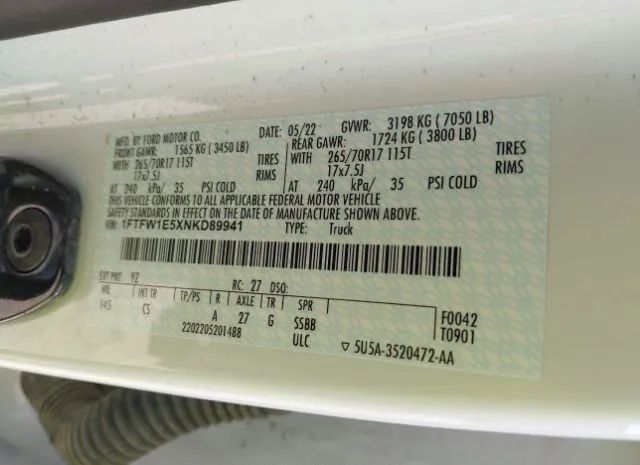 MFD. BY FORD MOTOR CO.
DATE: 05/22 GVWR: 3198 KG ( 7050 LB)
FRONT GAWR: 1565 KG ( 3450 LB)
REAR GAWR: 1724 KG ( 3800 LB)
WITH 265/70R17 115T TIRES
WITH 265/70R17 115T TIRES
17x7.5J RIMS
17x7.5J RIMS
AT 240 kPa/ 35 PSI COLD
AT 240 kPa/ 35 PSI COLD
THIS VEHICLE CONFORMS TO ALL APPLICABLE FEDERAL MOTOR VEHICLE
SAFETY STANDARDS IN EFFECT ON THE DATE OF MANUFACTURE SHOWN ABOVE.
VIN: 1FTFW1E5XNKD89941
TYPE: Truck
EXT PNT: YZ RC: 27 DSO:
WB INT TR TP/PS R AXLE TR SPR
145 CS A 27 G SSBB
F0042
T0901
2202205201488 ULC
▽ 5U5A-3520472-AA